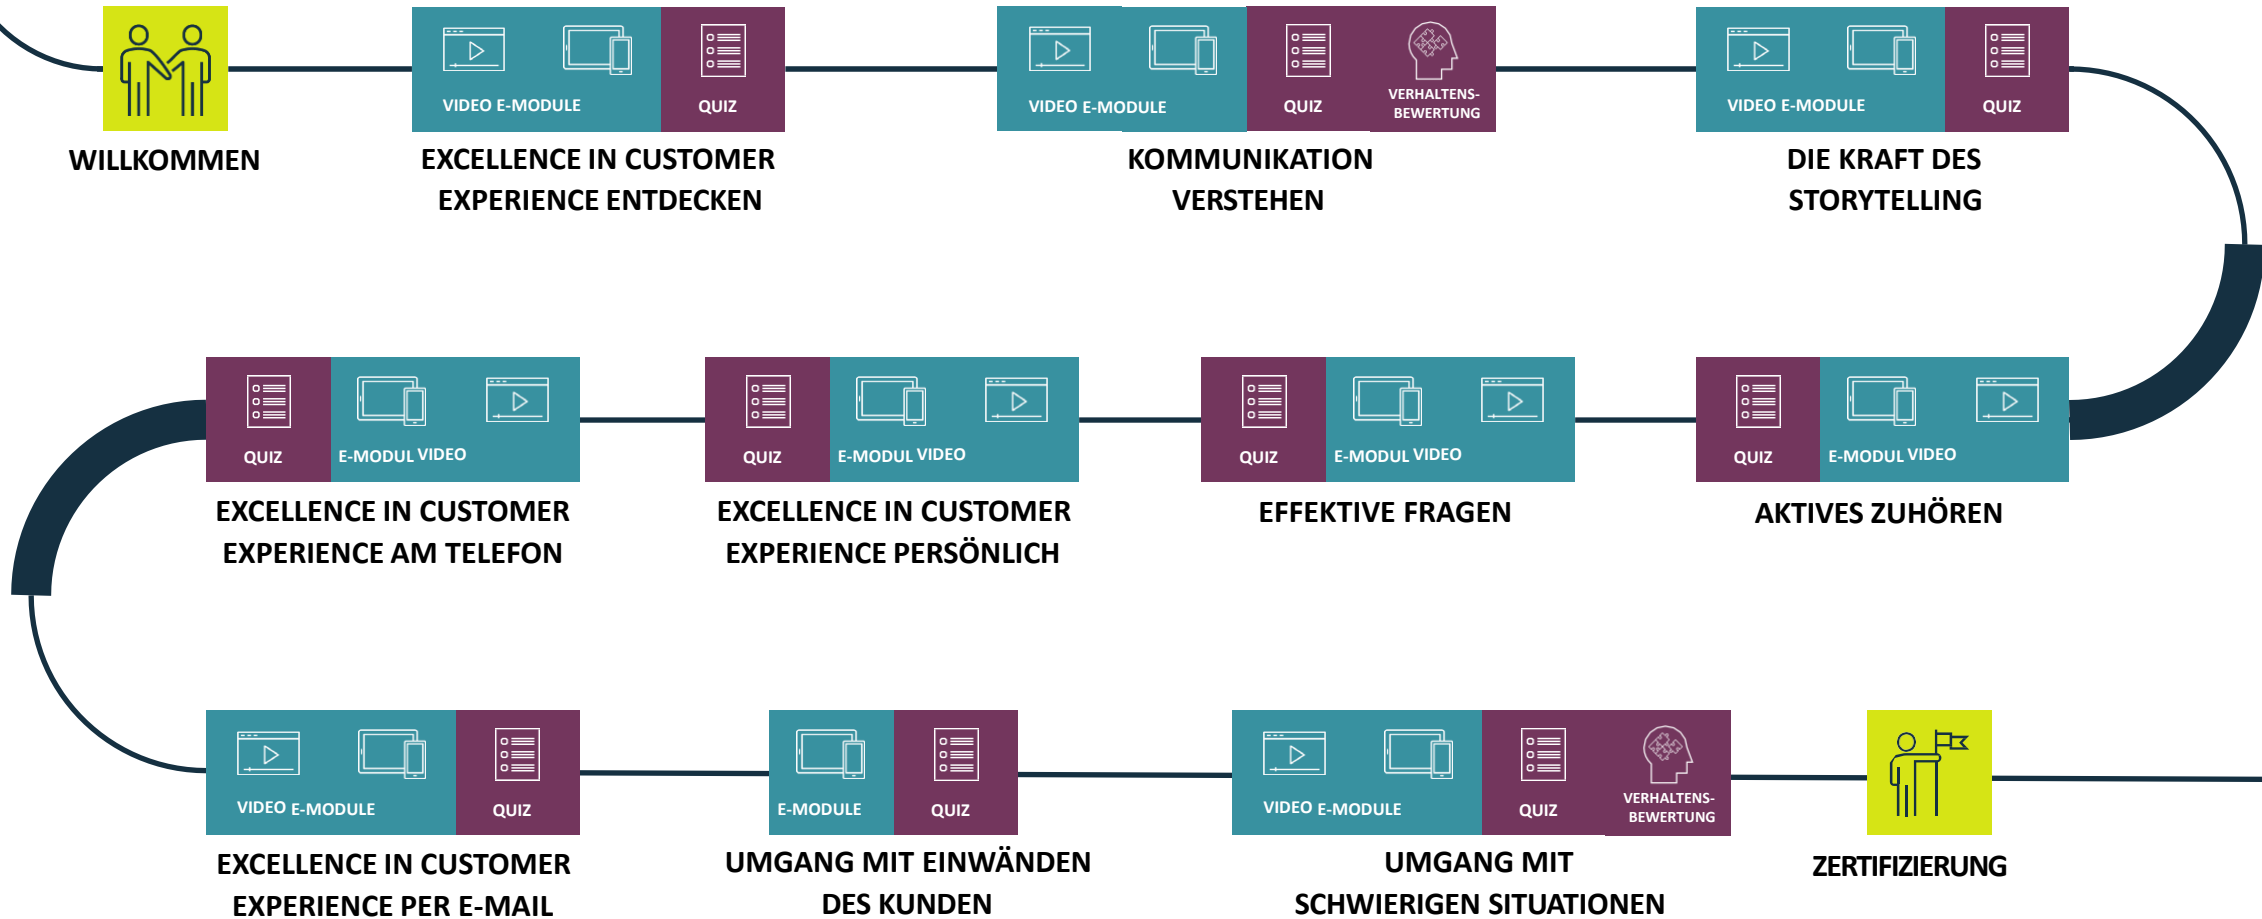 VIDEO E-MODULE
QUIZ
VIDEO E-MODULE
QUIZ
VERHALTENS-
BEWERTUNG
VIDEO E-MODULE
QUIZ
WILLKOMMEN
EXCELLENCE IN CUSTOMER
EXPERIENCE ENTDECKEN
KOMMUNIKATION
VERSTEHEN
DIE KRAFT DES
STORYTELLING
QUIZ
E-MODUL VIDEO
QUIZ
E-MODUL VIDEO
QUIZ
E-MODUL VIDEO
QUIZ
E-MODUL VIDEO
EXCELLENCE IN CUSTOMER
EXPERIENCE AM TELEFON
EXCELLENCE IN CUSTOMER
EXPERIENCE PERSÖNLICH
EFFEKTIVE FRAGEN
AKTIVES ZUHÖREN
VIDEO E-MODULE
QUIZ
E-MODULE
QUIZ
VIDEO E-MODULE
QUIZ
VERHALTENS-
BEWERTUNG
EXCELLENCE IN CUSTOMER
EXPERIENCE PER E-MAIL
UMGANG MIT EINWÄNDEN
DES KUNDEN
UMGANG MIT
SCHWIERIGEN SITUATIONEN
ZERTIFIZIERUNG